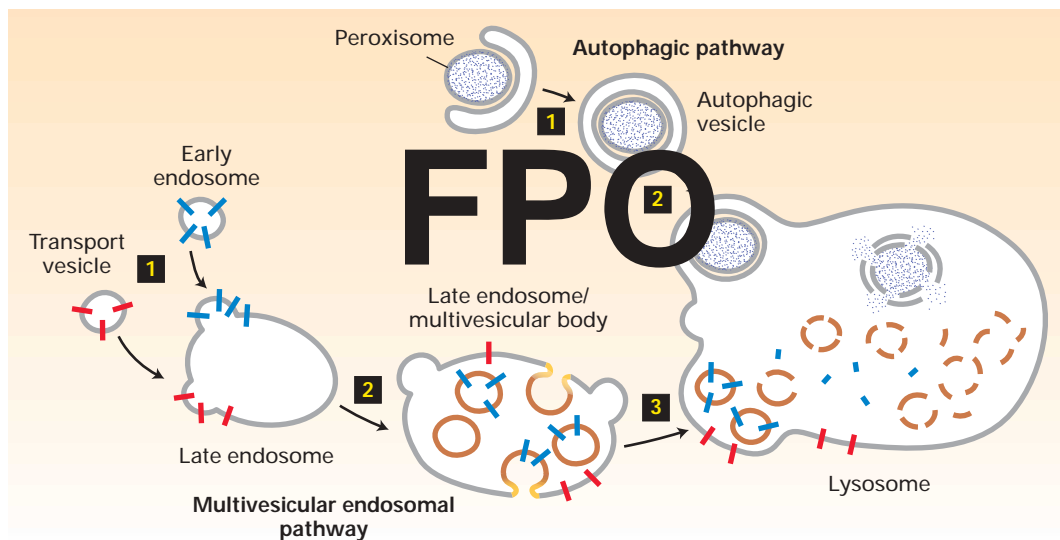 Peroxisome
Autophagic pathway
1
Autophagic
vesicle
FPO
2
Early
endosome
Transport
vesicle
1
Late endosome/
multivesicular body
2
3
Late endosome
Lysosome
Multivesicular endosomal
pathway